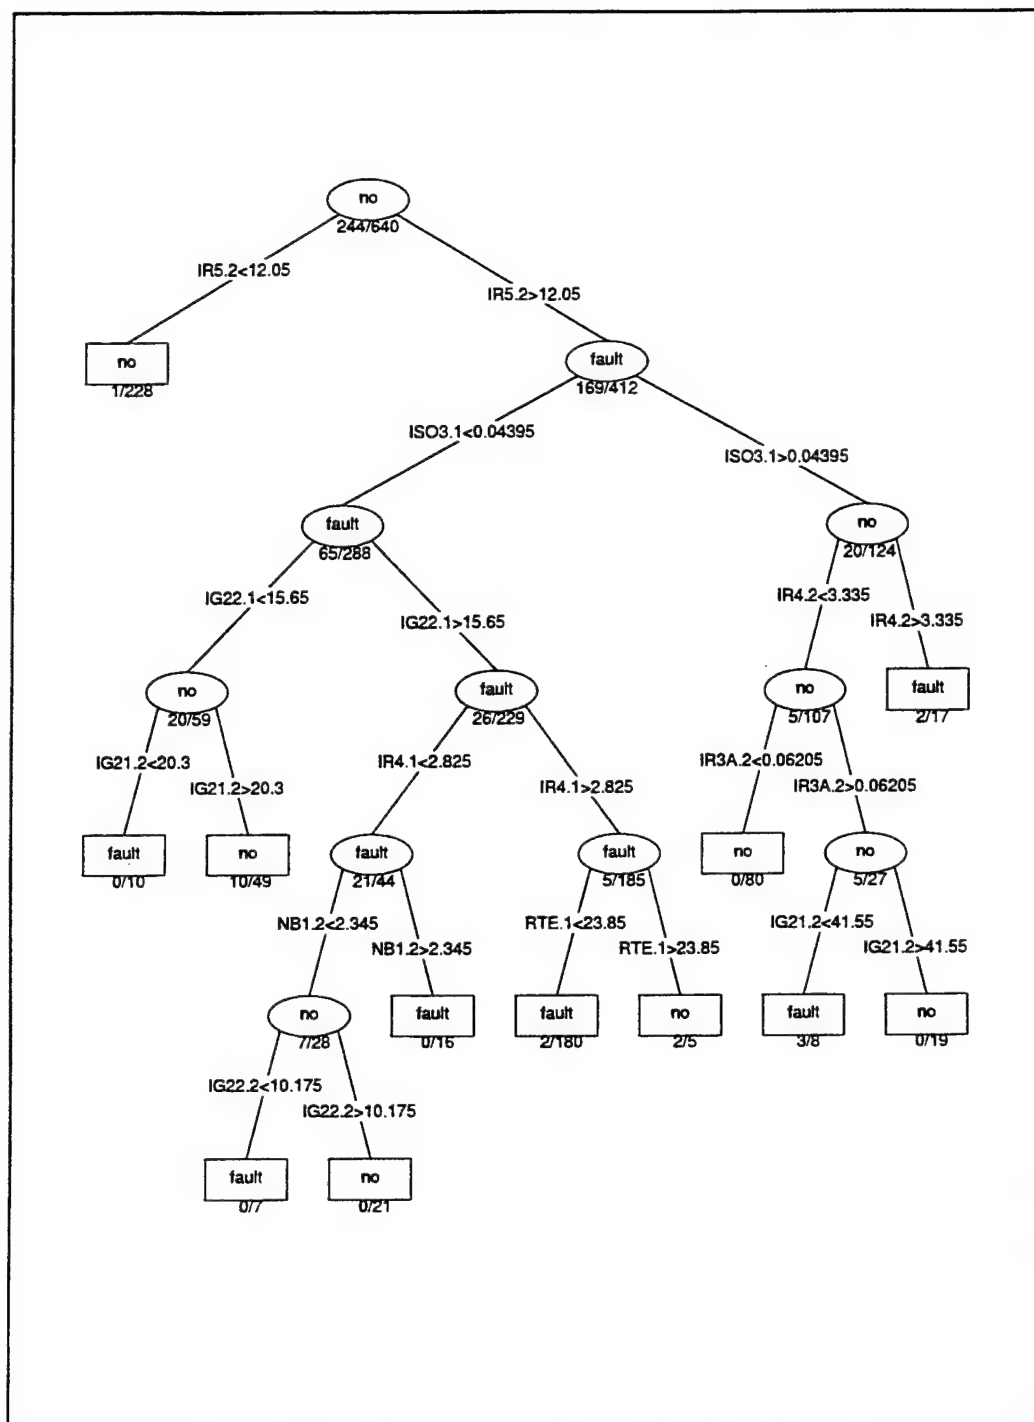 no
244/640
IR5.2<12.05
IR5.2>12.05
no
1/228
fault
169/412
ISO3.1<0.04395
ISO3.1>0.04395
fault
65/288
no
20/124
IG22.1<15.65
IG22.1>15.65
IR4.2<3.335
IR4.2>3.335
no
20/59
fault
26/229
no
5/107
fault
2/17
IG21.2<20.3
IG21.2>20.3
IR4.1<2.825
IR4.1>2.825
IR3A.2<0.06205
IR3A.2>0.06205
fault
0/10
no
10/49
fault
21/44
fault
5/185
no
0/80
no
5/27
NB1.2<2.345
NB1.2>2.345
RTE.1<23.85
RTE.1>23.85
IG21.2<41.55
IG21.2>41.55
no
7/28
fault
0/16
fault
2/180
no
2/5
fault
3/8
no
0/19
IG22.2<10.175
IG22.2>10.175
fault
0/7
no
0/21